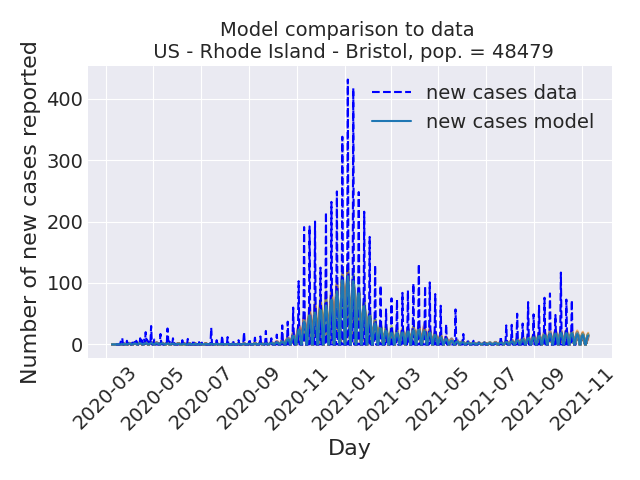 Model comparison to data
US - Rhode Island - Bristol, pop. = 48479
Number of new cases reported
400
300
200
100
0
new cases data
new cases model
2020-03
2020-05
2020-07
2020-09
2020-11
2021-01
2021-03
2021-05
2021-07
2021-09
2021-11
Day